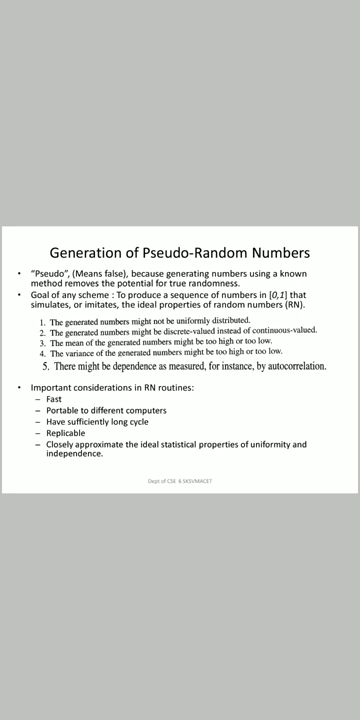 Generation of Pseudo-Random Numbers
• "Pseudo", (Means false), because generating numbers using a known
method removes the potential for true randomness.
• Goal of any scheme : To produce a sequence of numbers in [0,1] that
simulates, or imitates, the ideal properties of random numbers (RN).
1. The generated numbers might not be uniformly distributed.
2. The generated numbers might be discrete-valued instead of continuous-valued.
3. The mean of the generated numbers might be too high or too low.
4. The variance of the generated numbers might be too high or too low.
5. There might be dependence as measured, for instance, by autocorrelation.
• Important considerations in RN routines:
– Fast
– Portable to different computers
– Have sufficiently long cycle
– Replicable
– Closely approximate the ideal statistical properties of uniformity and
independence.
Dept of CSE & SKSVMACET